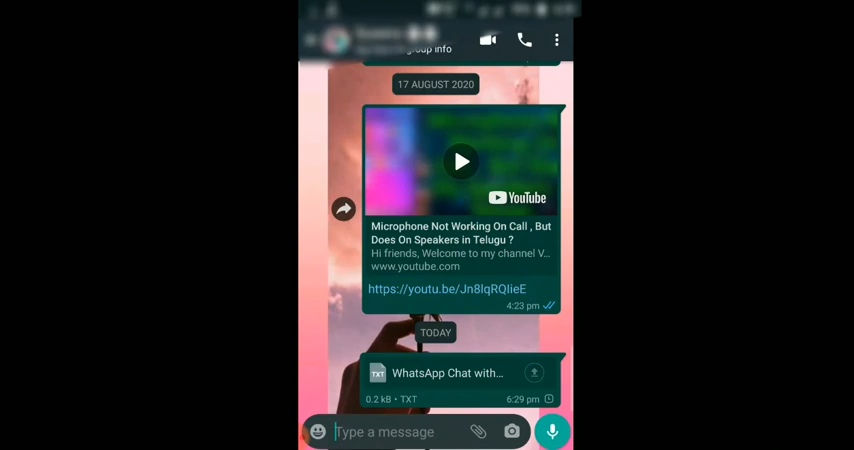 group info
17 AUGUST 2020
YouTube
Microphone Not Working On Call , But
Does On Speakers in Telugu ?
Hi friends, Welcome to my channel V...
www.youtube.com
https://youtu.be/Jn8IqRQIieE
4:23 pm
TODAY
TXT
WhatsApp Chat with...
0.2 kB • TXT
6:29 pm
Type a message